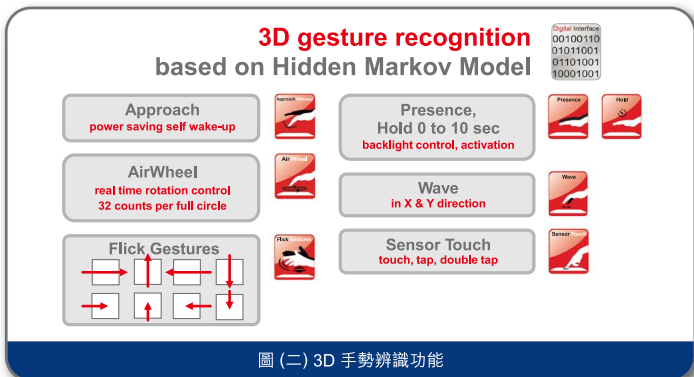 3D gesture recognition
based on Hidden Markov Model
Digital Interface
00100110
01011001
01101001
10001001
Approach
power saving self wake-up
Approach Detection
AirWheel
real time rotation control
32 counts per full circle
AirWheel
Flick Gestures
Flick Gestures
Presence,
Hold 0 to 10 sec
backlight control, activation
Presence
Hold
Wave
in X & Y direction
Wave
Sensor Touch
touch, tap, double tap
Sensor Touch
圖 (二) 3D 手勢辨識功能